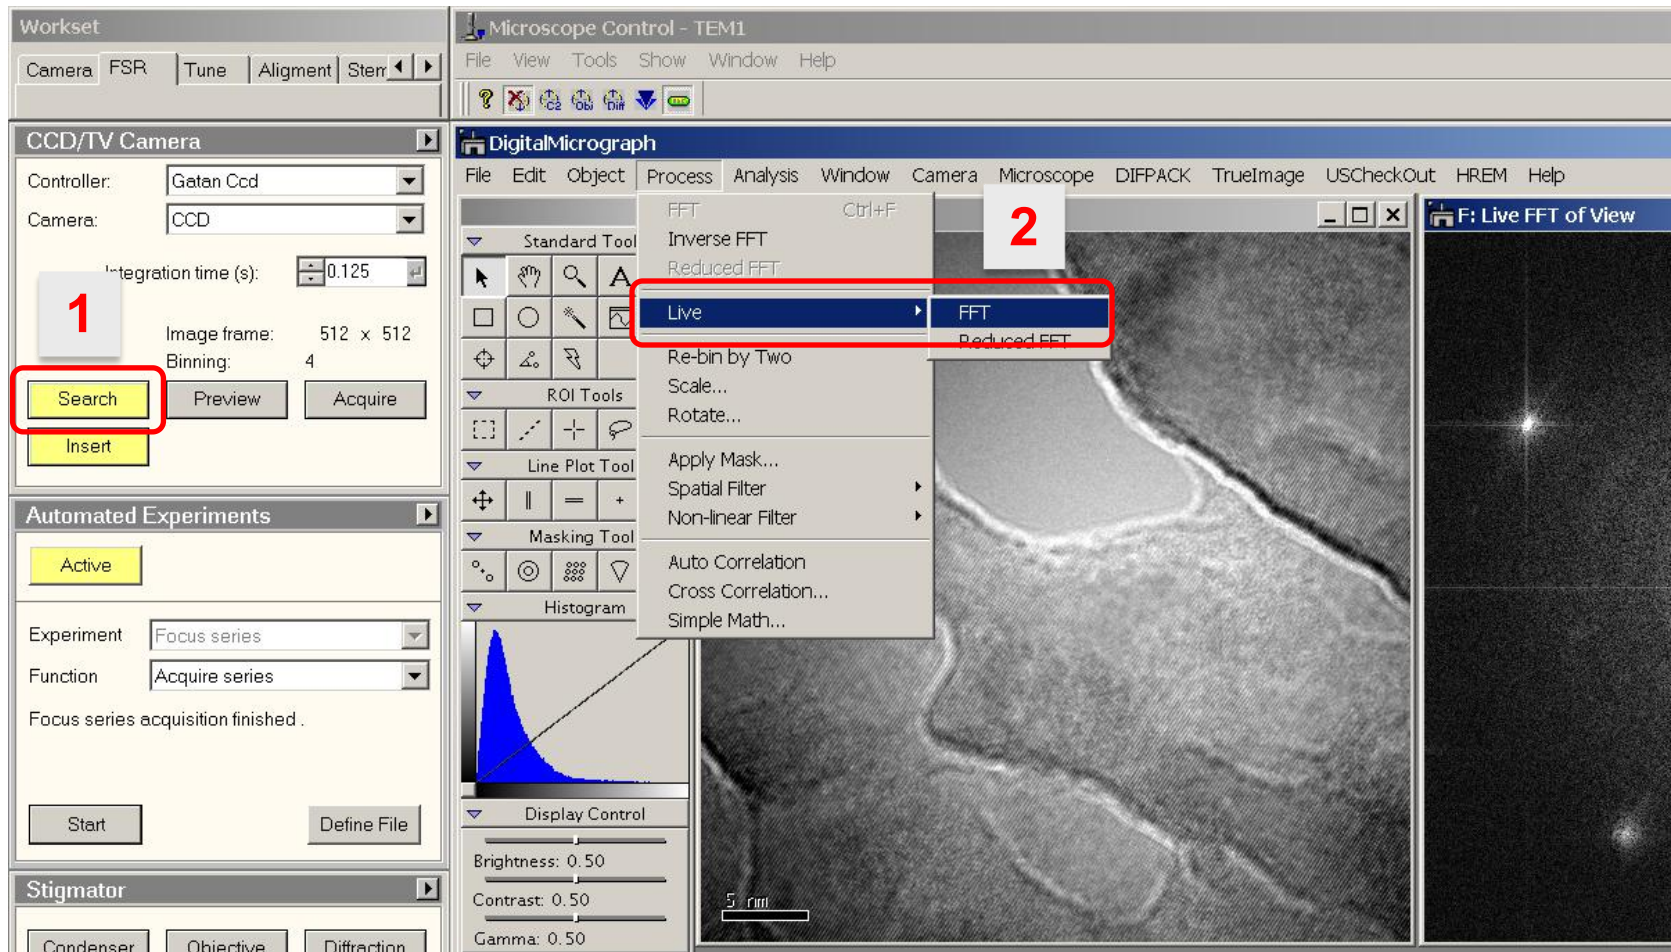 Workset
Camera FSR Tune Aligment Stem
CCD/TV Camera
Controller: Gatan Ccd
Camera: CCD
Integration time (s): 0.125
1
Image frame: 512 x 512
Binning: 4
Search Preview Acquire
Insert
Automated Experiments
Active
Experiment Focus series
Function Acquire series
Focus series acquisition finished .
Start Define File
Stigmator
Condenser Objective Diffraction
Microscope Control - TEM1
File View Tools Show Window Help
? C2 Obj Diff
DigitalMicrograph
File Edit Object Process Analysis Window Camera Microscope DIFPACK TrueImage USCheckOut HREM Help
Standard Tool
A
ROI Tools
Line Plot Tool
Masking Tool
Histogram
Display Control
Brightness: 0.50
Contrast: 0.50
Gamma: 0.50
FFT Ctrl+F
Inverse FFT
Reduced FFT
Live
Re-bin by Two
Scale...
Rotate...
Apply Mask...
Spatial Filter
Non-linear Filter
Auto Correlation
Cross Correlation...
Simple Math...
2
FFT
Reduced FFT
5 nm
F: Live FFT of View